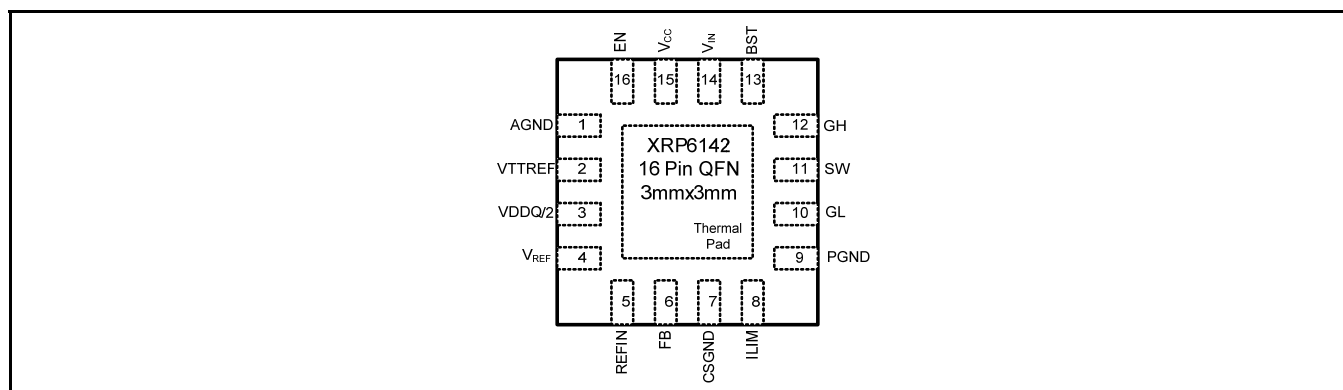 EN
VCC
VIN
BST
16
15
14
13
AGND 1
12 GH
VTTREF 2
11 SW
VDDQ/2 3
10 GL
VREF 4
9 PGND
XRP6142
16 Pin QFN
3mmx3mm
Thermal
Pad
5
6
7
8
REFIN
FB
CSGND
ILIM